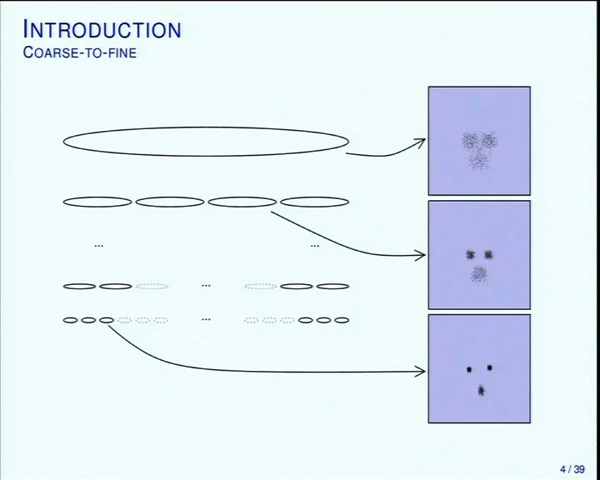 INTRODUCTION
COARSE-TO-FINE
... ...
...
...
4 / 39